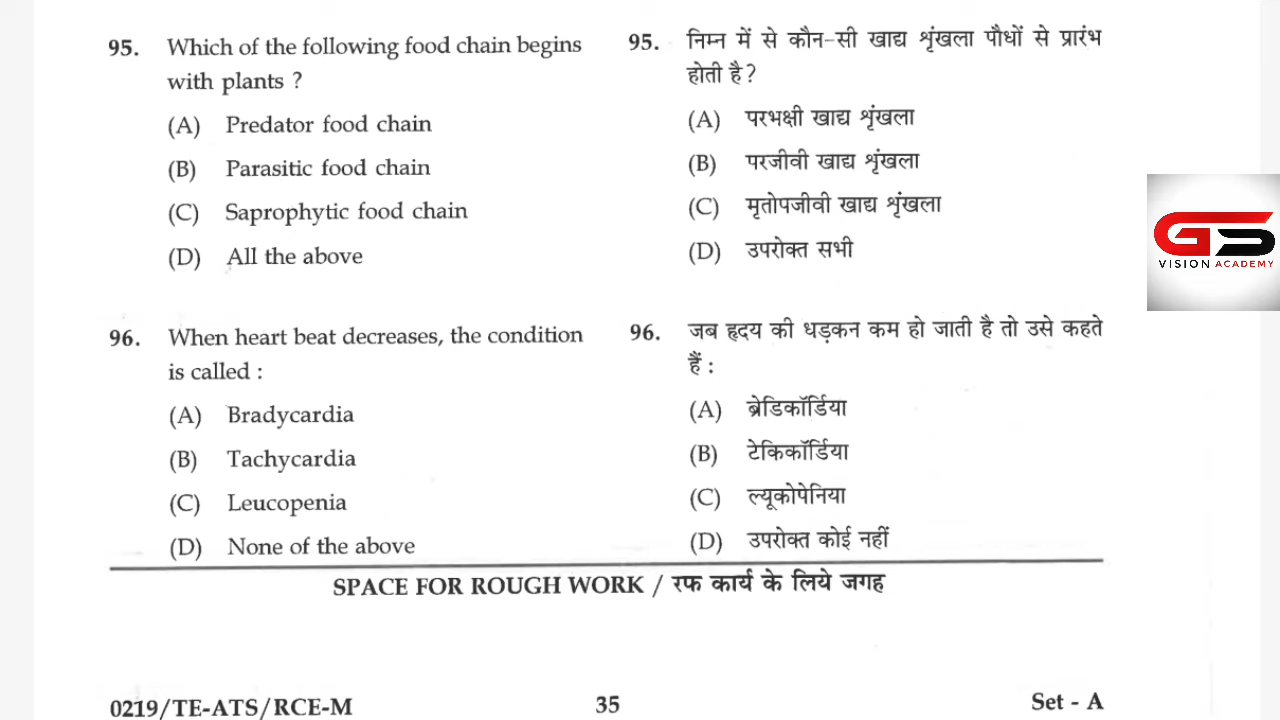 95. Which of the following food chain begins
with plants ?
(A) Predator food chain
(B) Parasitic food chain
(C) Saprophytic food chain
(D) All the above
95. निम्न में से कौन-सी खाद्य शृंखला पौधों से प्रारंभ
होती है?
(A) परभक्षी खाद्य शृंखला
(B) परजीवी खाद्य शृंखला
(C) मृतोपजीवी खाद्य शृंखला
(D) उपरोक्त सभी
GS
VISION ACADEMY
96. When heart beat decreases, the condition
is called :
(A) Bradycardia
(B) Tachycardia
(C) Leucopenia
(D) None of the above
96. जब हृदय की धड़कन कम हो जाती है तो उसे कहते
हैं :
(A) ब्रेडिकॉर्डिया
(B) टेकिकॉर्डिया
(C) ल्यूकोपेनिया
(D) उपरोक्त कोई नहीं
SPACE FOR ROUGH WORK / रफ कार्य के लिये जगह
0219/TE-ATS/RCE-M 35 Set - A